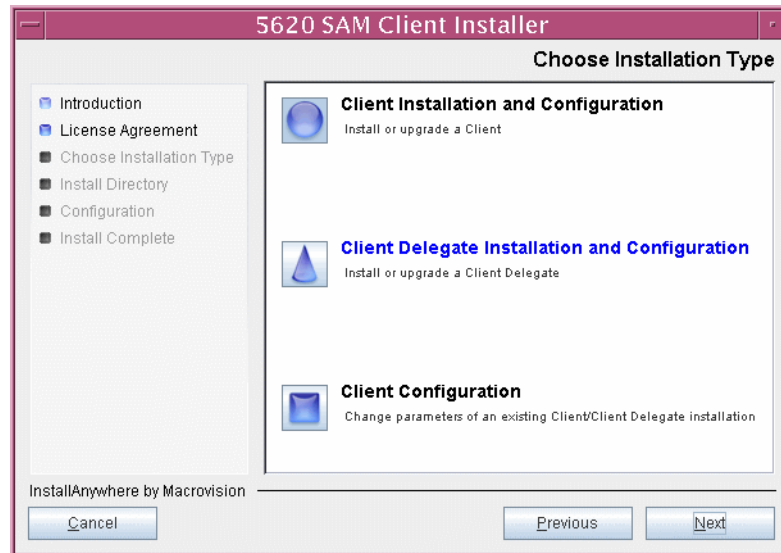 5620 SAM Client Installer
Choose Installation Type
Introduction
License Agreement
Choose Installation Type
Install Directory
Configuration
Install Complete
Client Installation and Configuration
Install or upgrade a Client
Client Delegate Installation and Configuration
Install or upgrade a Client Delegate
Client Configuration
Change parameters of an existing Client/Client Delegate installation
InstallAnywhere by Macrovision
Cancel
Previous
Next